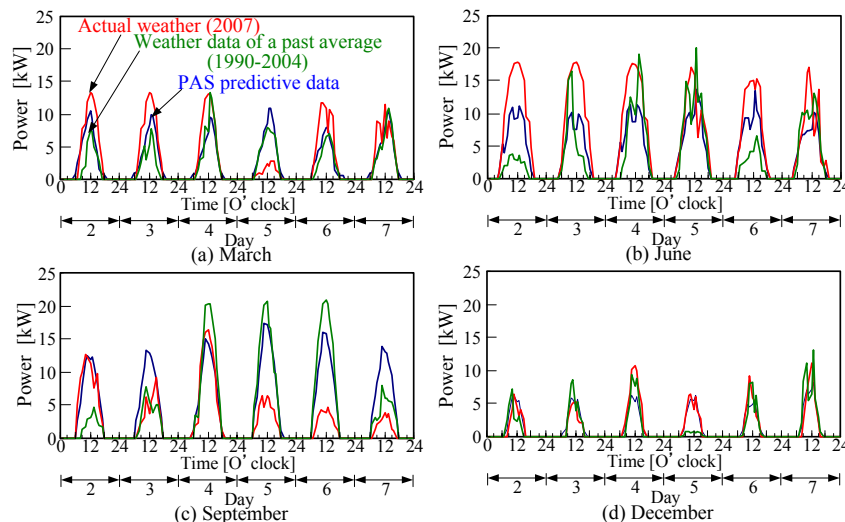 Actual weather (2007)
Weather data of a past average
(1990-2004)
PAS predictive data
Power [kW]
25
20
15
10
5
0
0 12 24 12 24 12 24 12 24 12 24 12 24
Time [O' clock]
2 3 4 5 6 7
Day
(a) March
Power [kW]
25
20
15
10
5
0
0 12 24 12 24 12 24 12 24 12 24 12 24
Time [O' clock]
2 3 4 5 6 7
Day
(b) June
Power [kW]
25
20
15
10
5
0
0 12 24 12 24 12 24 12 24 12 24 12 24
Time [O' clock]
2 3 4 5 6 7
Day
(c) September
Power [kW]
25
20
15
10
5
0
0 12 24 12 24 12 24 12 24 12 24 12 24
Time [O' clock]
2 3 4 5 6 7
Day
(d) December